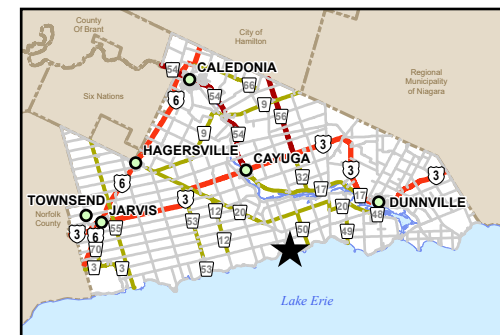 County
Of Brant
City of
Hamilton
Regional
Municipality
of Niagara
Six Nations
Norfolk
County
CALEDONIA
HAGERSVILLE
CAYUGA
TOWNSEND
JARVIS
DUNNVILLE
Lake Erie
54
6
66
54
9
56
9
54
3
3
3
6
32
17
17
3
20
48
3
6
55
53
12
20
12
50
49
70
3
3
53